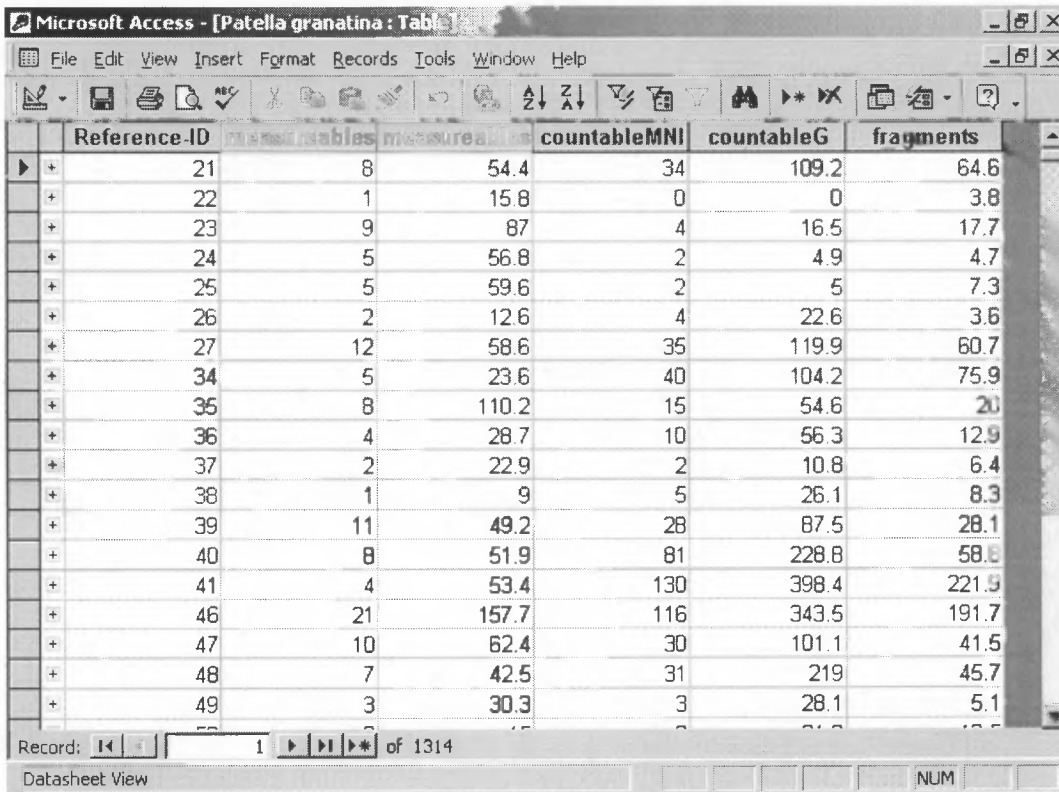 Microsoft Access - [Patella granatina : Table]
File Edit View Insert Format Records Tools Window Help
Reference-ID countableMNI countableG fragments
21 8 54.4 34 109.2 64.6
22 1 15.8 0 0 3.8
23 9 87 4 16.5 17.7
24 5 56.8 2 4.9 4.7
25 5 59.6 2 5 7.3
26 2 12.6 4 22.6 3.6
27 12 58.6 35 119.9 60.7
34 5 23.6 40 104.2 75.9
35 8 110.2 15 54.6 20
36 4 28.7 10 56.3 12.9
37 2 22.9 2 10.8 6.4
38 1 9 5 26.1 8.3
39 11 49.2 28 87.5 28.1
40 8 51.9 81 228.8 58.8
41 4 53.4 130 398.4 221.9
46 21 157.7 116 343.5 191.7
47 10 62.4 30 101.1 41.5
48 7 42.5 31 219 45.7
49 3 30.3 3 28.1 5.1
Record: 1 of 1314
Datasheet View NUM